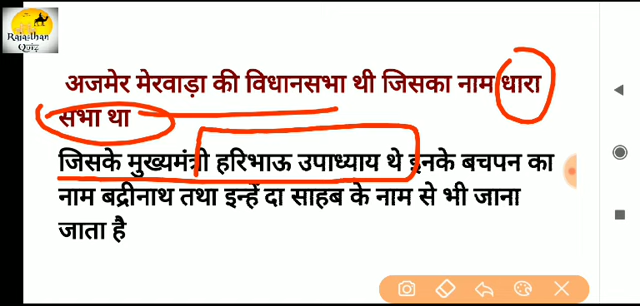 Rajasthan
Quiz
अजमेर मेरवाड़ा की विधानसभा थी जिसका नाम धारा
सभा था
जिसके मुख्यमंत्री हरिभाऊ उपाध्याय थे इनके बचपन का
नाम बद्रीनाथ तथा इन्हें दा साहब के नाम से भी जाना
जाता है